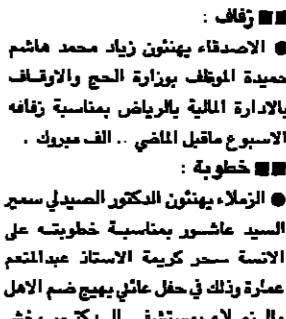 ■■■ زفاف :
● الاصدقاء يهنئون زياد محمد هاشم
حميدة الموظف بوزارة الحج والاوقاف
بالادارة المالية بالرياض بمناسبة زفافه
الاسبوع ماقبل الماضي .. الف مبروك .
■■■ خطوبة :
● الزملاء يهنئون الدكتور الصيدلي سمير
السيد عاشور بمناسبة خطوبته على
الانسة سحر كريمة الاستاذ عبدالمنعم
عمارة وذلك في حفل عائلي بهيج ضم الاهل